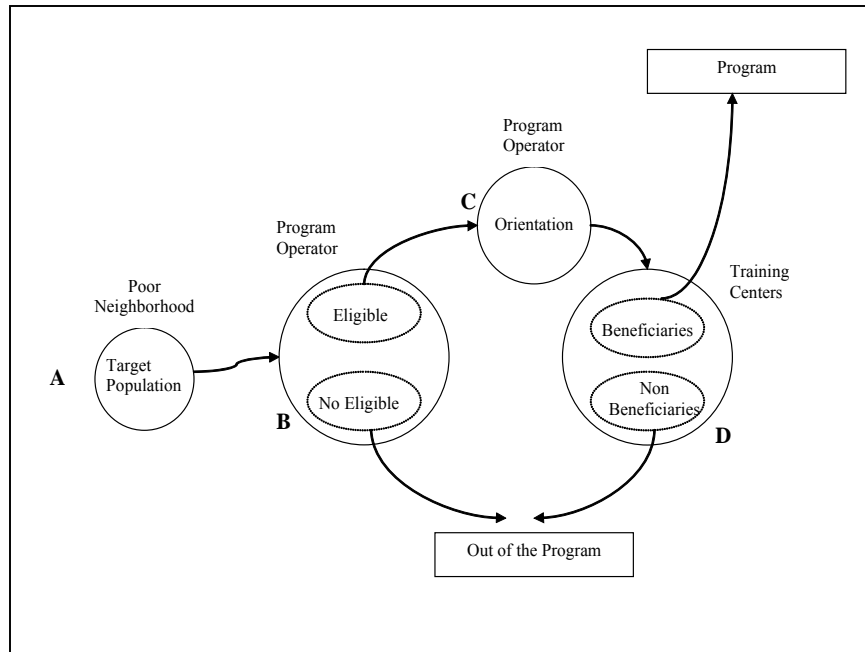 Program
Program
Operator
C
Orientation
Program
Operator
Training
Centers
Poor
Neighborhood
Eligible
Beneficiaries
A
Target
Population
No Eligible
B
Non
Beneficiaries
D
Out of the Program